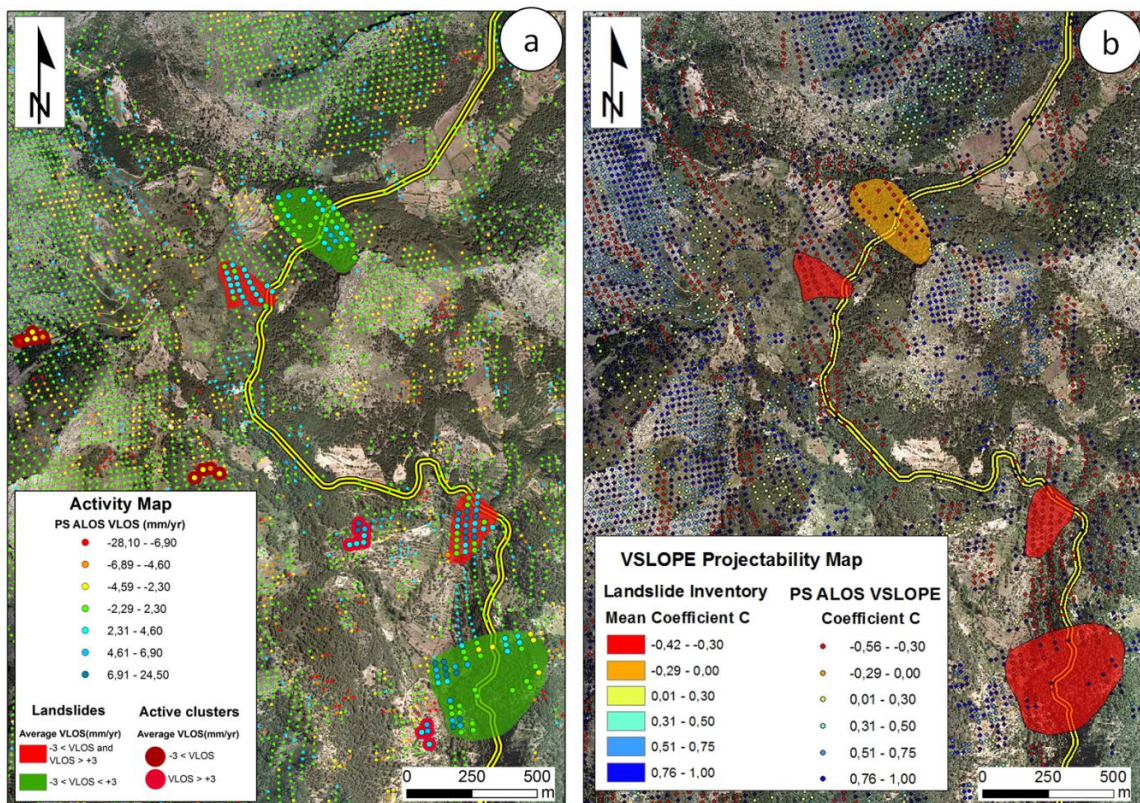 a
N
Activity Map
PS ALOS VLOS (mm/yr)
-28,10 - -6,90
-6,89 - -4,60
-4,59 - -2,30
-2,29 - 2,30
2,31 - 4,60
4,61 - 6,90
6,91 - 24,50
Landslides
Average VLOS(mm/yr)
-3 < VLOS and
VLOS > +3
-3 < VLOS < +3
Active clusters
Average VLOS(mm/yr)
-3 < VLOS
VLOS > +3
0 250 500
m
b
N
VSLOPE Projectability Map
Landslide Inventory
Mean Coefficient C
-0,42 - -0,30
-0,29 - 0,00
0,01 - 0,30
0,31 - 0,50
0,51 - 0,75
0,76 - 1,00
PS ALOS VSLOPE
Coefficient C
-0,56 - -0,30
-0,29 - 0,00
0,01 - 0,30
0,31 - 0,50
0,51 - 0,75
0,76 - 1,00
0 250 500
m